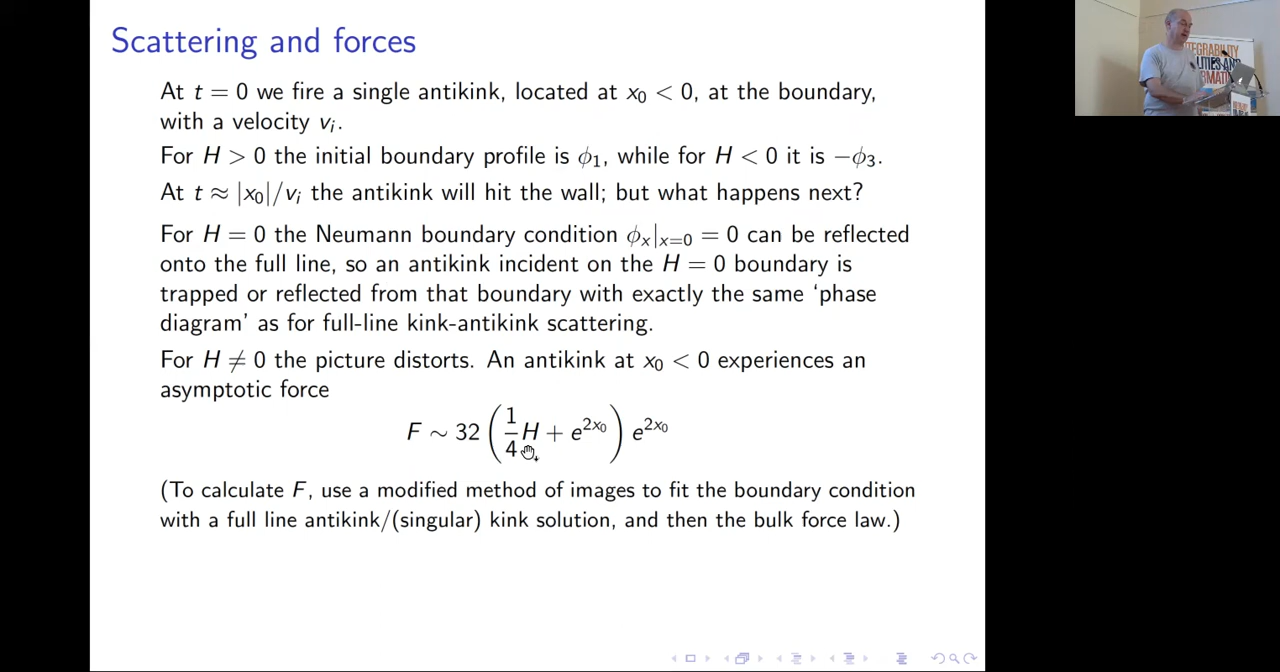 Scattering and forces
At t = 0 we fire a single antikink, located at x₀ < 0, at the boundary,
with a velocity vᵢ.
For H > 0 the initial boundary profile is ϕ₁, while for H < 0 it is −ϕ₃.
At t ≈ |x₀|/vᵢ the antikink will hit the wall; but what happens next?
For H = 0 the Neumann boundary condition ϕₓ|ₓ₌₀ = 0 can be reflected
onto the full line, so an antikink incident on the H = 0 boundary is
trapped or reflected from that boundary with exactly the same ‘phase
diagram’ as for full-line kink-antikink scattering.
For H ≠ 0 the picture distorts. An antikink at x₀ < 0 experiences an
asymptotic force
F ∼ 32 (1/4 H + e^{2x₀}) e^{2x₀}
(To calculate F, use a modified method of images to fit the boundary condition
with a full line antikink/(singular) kink solution, and then the bulk force law.)